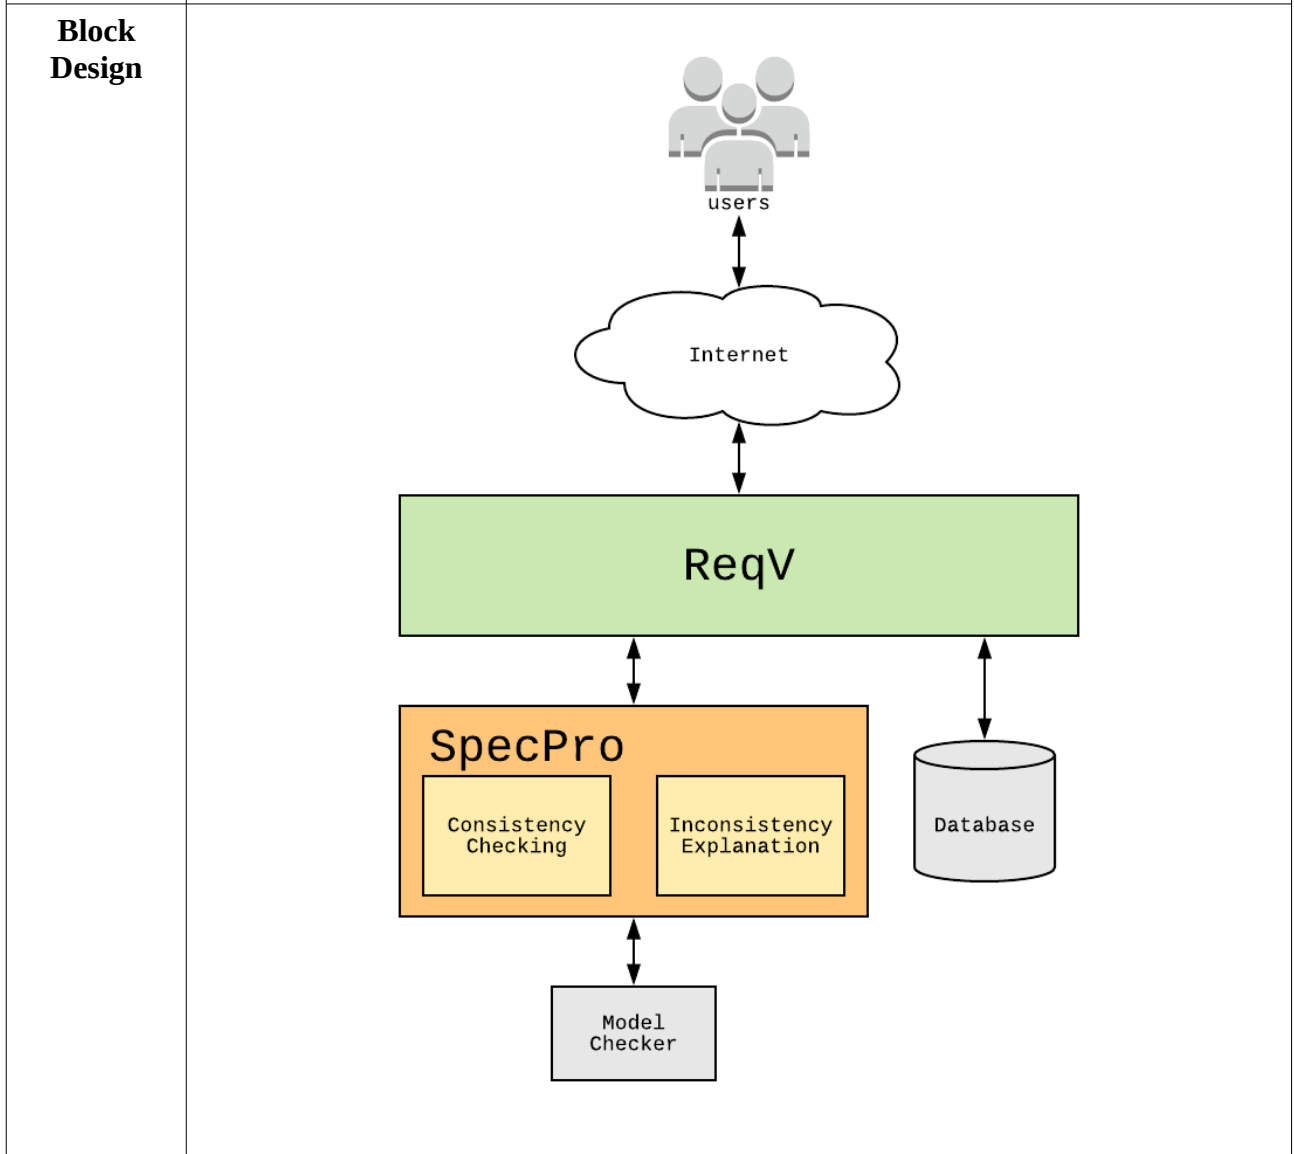 Block
Design
users
Internet
ReqV
SpecPro
Consistency
Checking
Inconsistency
Explanation
Database
Model
Checker